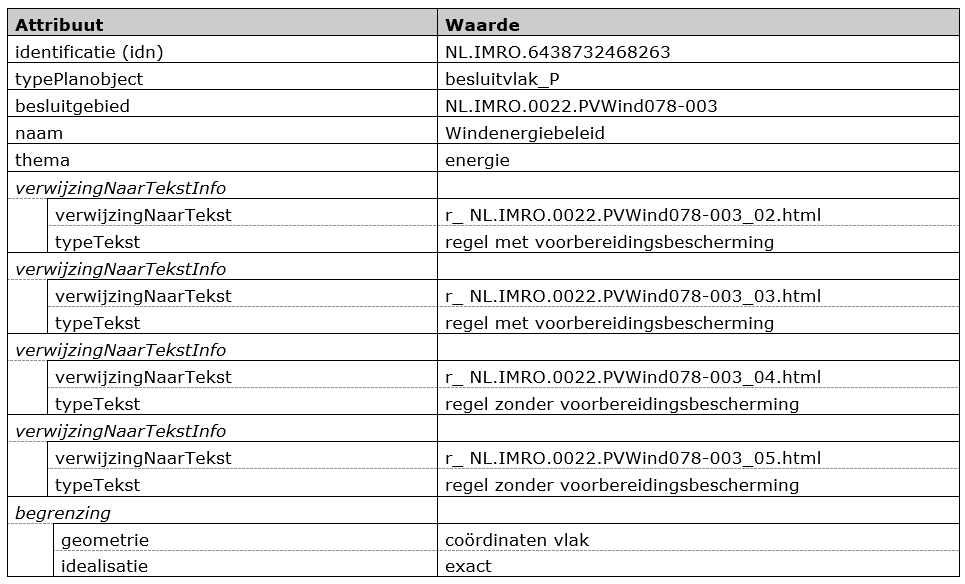 Attribuut Waarde
identificatie (idn) NL.IMRO.6438732468263
typePlanobject besluitvlak_P
besluitgebied NL.IMRO.0022.PVWind078-003
naam Windenergiebeleid
thema energie
verwijzingNaarTekstInfo
verwijzingNaarTekst r_ NL.IMRO.0022.PVWind078-003_02.html
typeTekst regel met voorbereidingsbescherming
verwijzingNaarTekstInfo
verwijzingNaarTekst r_ NL.IMRO.0022.PVWind078-003_03.html
typeTekst regel met voorbereidingsbescherming
verwijzingNaarTekstInfo
verwijzingNaarTekst r_ NL.IMRO.0022.PVWind078-003_04.html
typeTekst regel zonder voorbereidingsbescherming
verwijzingNaarTekstInfo
verwijzingNaarTekst r_ NL.IMRO.0022.PVWind078-003_05.html
typeTekst regel zonder voorbereidingsbescherming
begrenzing
geometrie coördinaten vlak
idealisatie exact